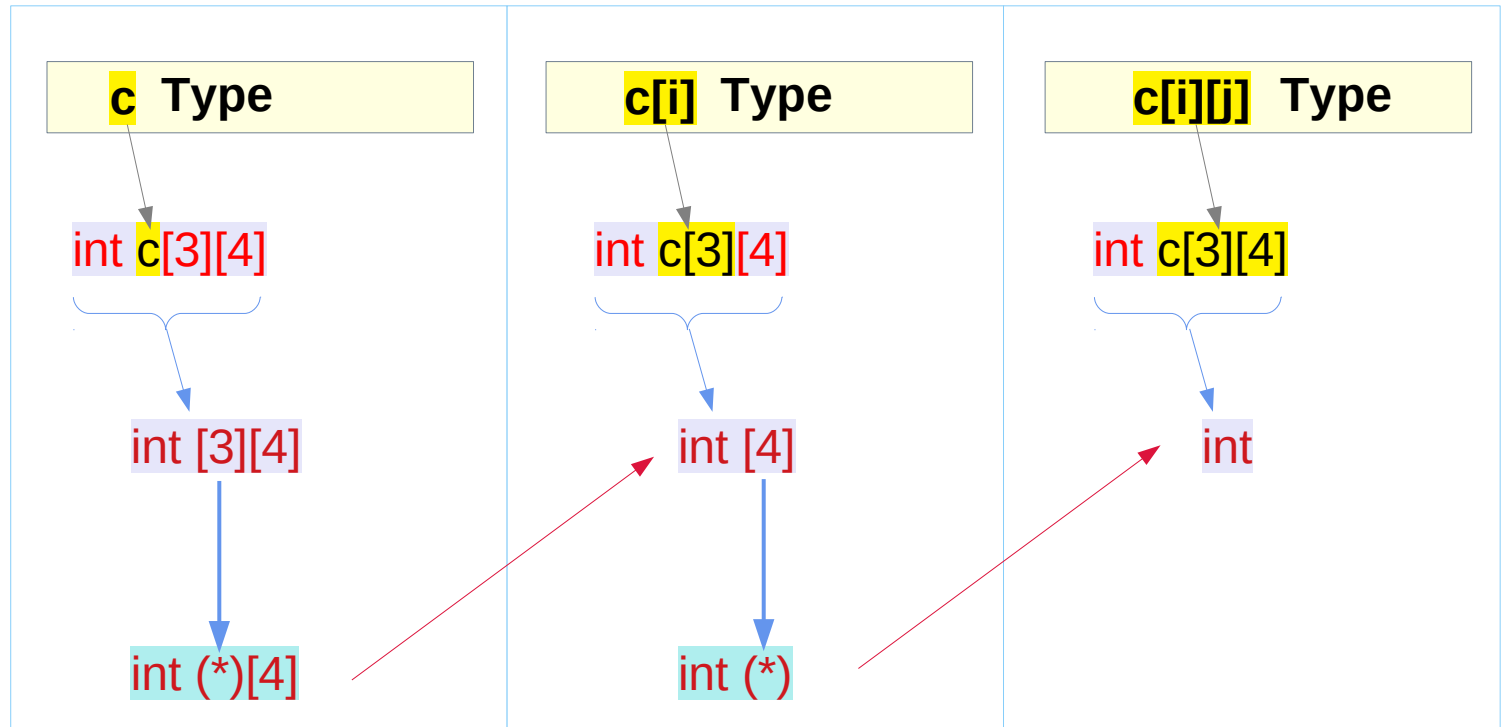 c Type
int c[3][4]
int [3][4]
int (*)[4]
c[i] Type
int c[3][4]
int [4]
int (*)
c[i][j] Type
int c[3][4]
int